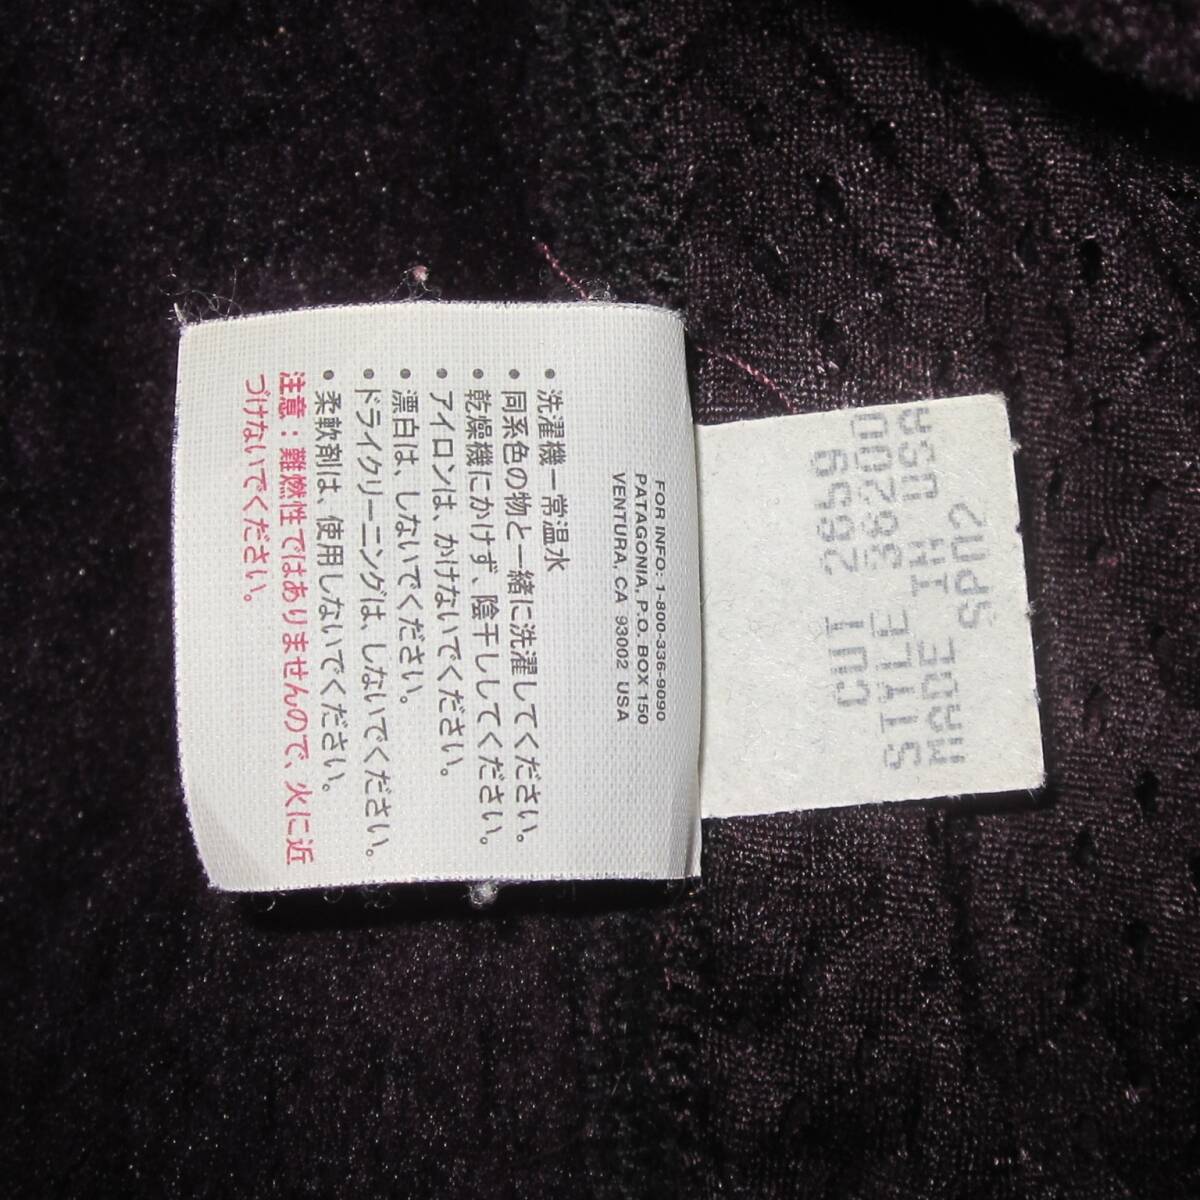 FOR INFO: 1-800-336-9090
PATAGONIA, P.O. BOX 150
VENTURA, CA 93002 USA
• 洗濯機ー常温水
• 同系色の物と一緒に洗濯してください。
• 乾燥機にかけず、陰干ししてください。
• アイロンは、かけないでください。
• 漂白は、しないでください。
• ドライクリーニングは、しないでください。
• 柔軟剤は、使用しないでください。
注意：難燃性ではありませんので、火に近
づけないでください。
CUT 2659
STYLE 36200
MADE IN USA